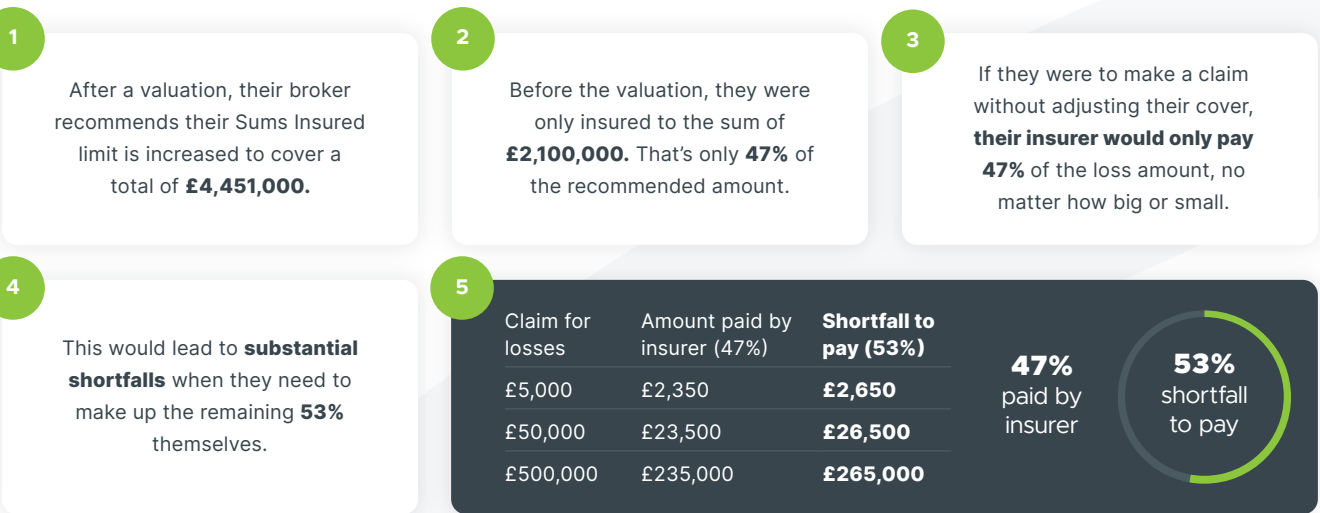 1
After a valuation, their broker
recommends their Sums Insured
limit is increased to cover a
total of £4,451,000.
2
Before the valuation, they were
only insured to the sum of
£2,100,000. That's only 47% of
the recommended amount.
3
If they were to make a claim
without adjusting their cover,
their insurer would only pay
47% of the loss amount, no
matter how big or small.
4
This would lead to substantial
shortfalls when they need to
make up the remaining 53%
themselves.
5
Claim for losses Amount paid by insurer (47%) Shortfall to pay (53%)
£5,000 £2,350 £2,650
£50,000 £23,500 £26,500
£500,000 £235,000 £265,000
47%
paid by
insurer
53%
shortfall
to pay